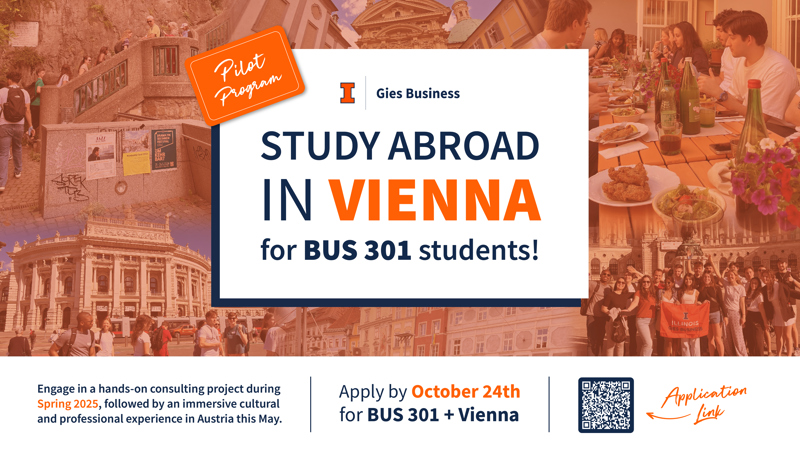 Pilot
Program
I
Gies Business
STUDY ABROAD
IN VIENNA
for BUS 301 students!
ILLINOIS
Engage in a hands-on consulting project during
Spring 2025, followed by an immersive cultural
and professional experience in Austria this May.
Apply by October 24th
for BUS 301 + Vienna
Application
Link